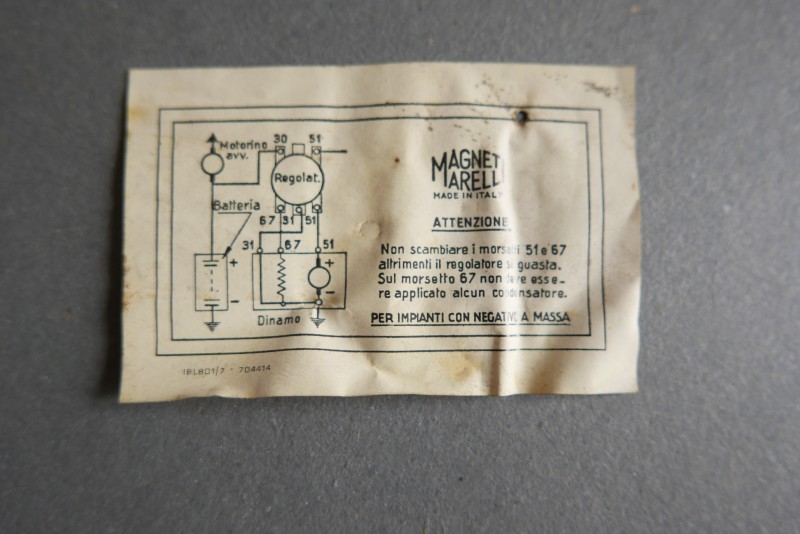 Motorino
avv.
30 51
Regolat.
Batteria
67 31 51
31 67 51
+ +
- -
Dinamo
MAGNETI
MARELLI
MADE IN ITALY
ATTENZIONE
Non scambiare i morsetti 51 e 67
altrimenti il regolatore si guasta.
Sul morsetto 67 non deve esse-
re applicato alcun condensatore.
PER IMPIANTI CON NEGATIVO A MASSA
704414